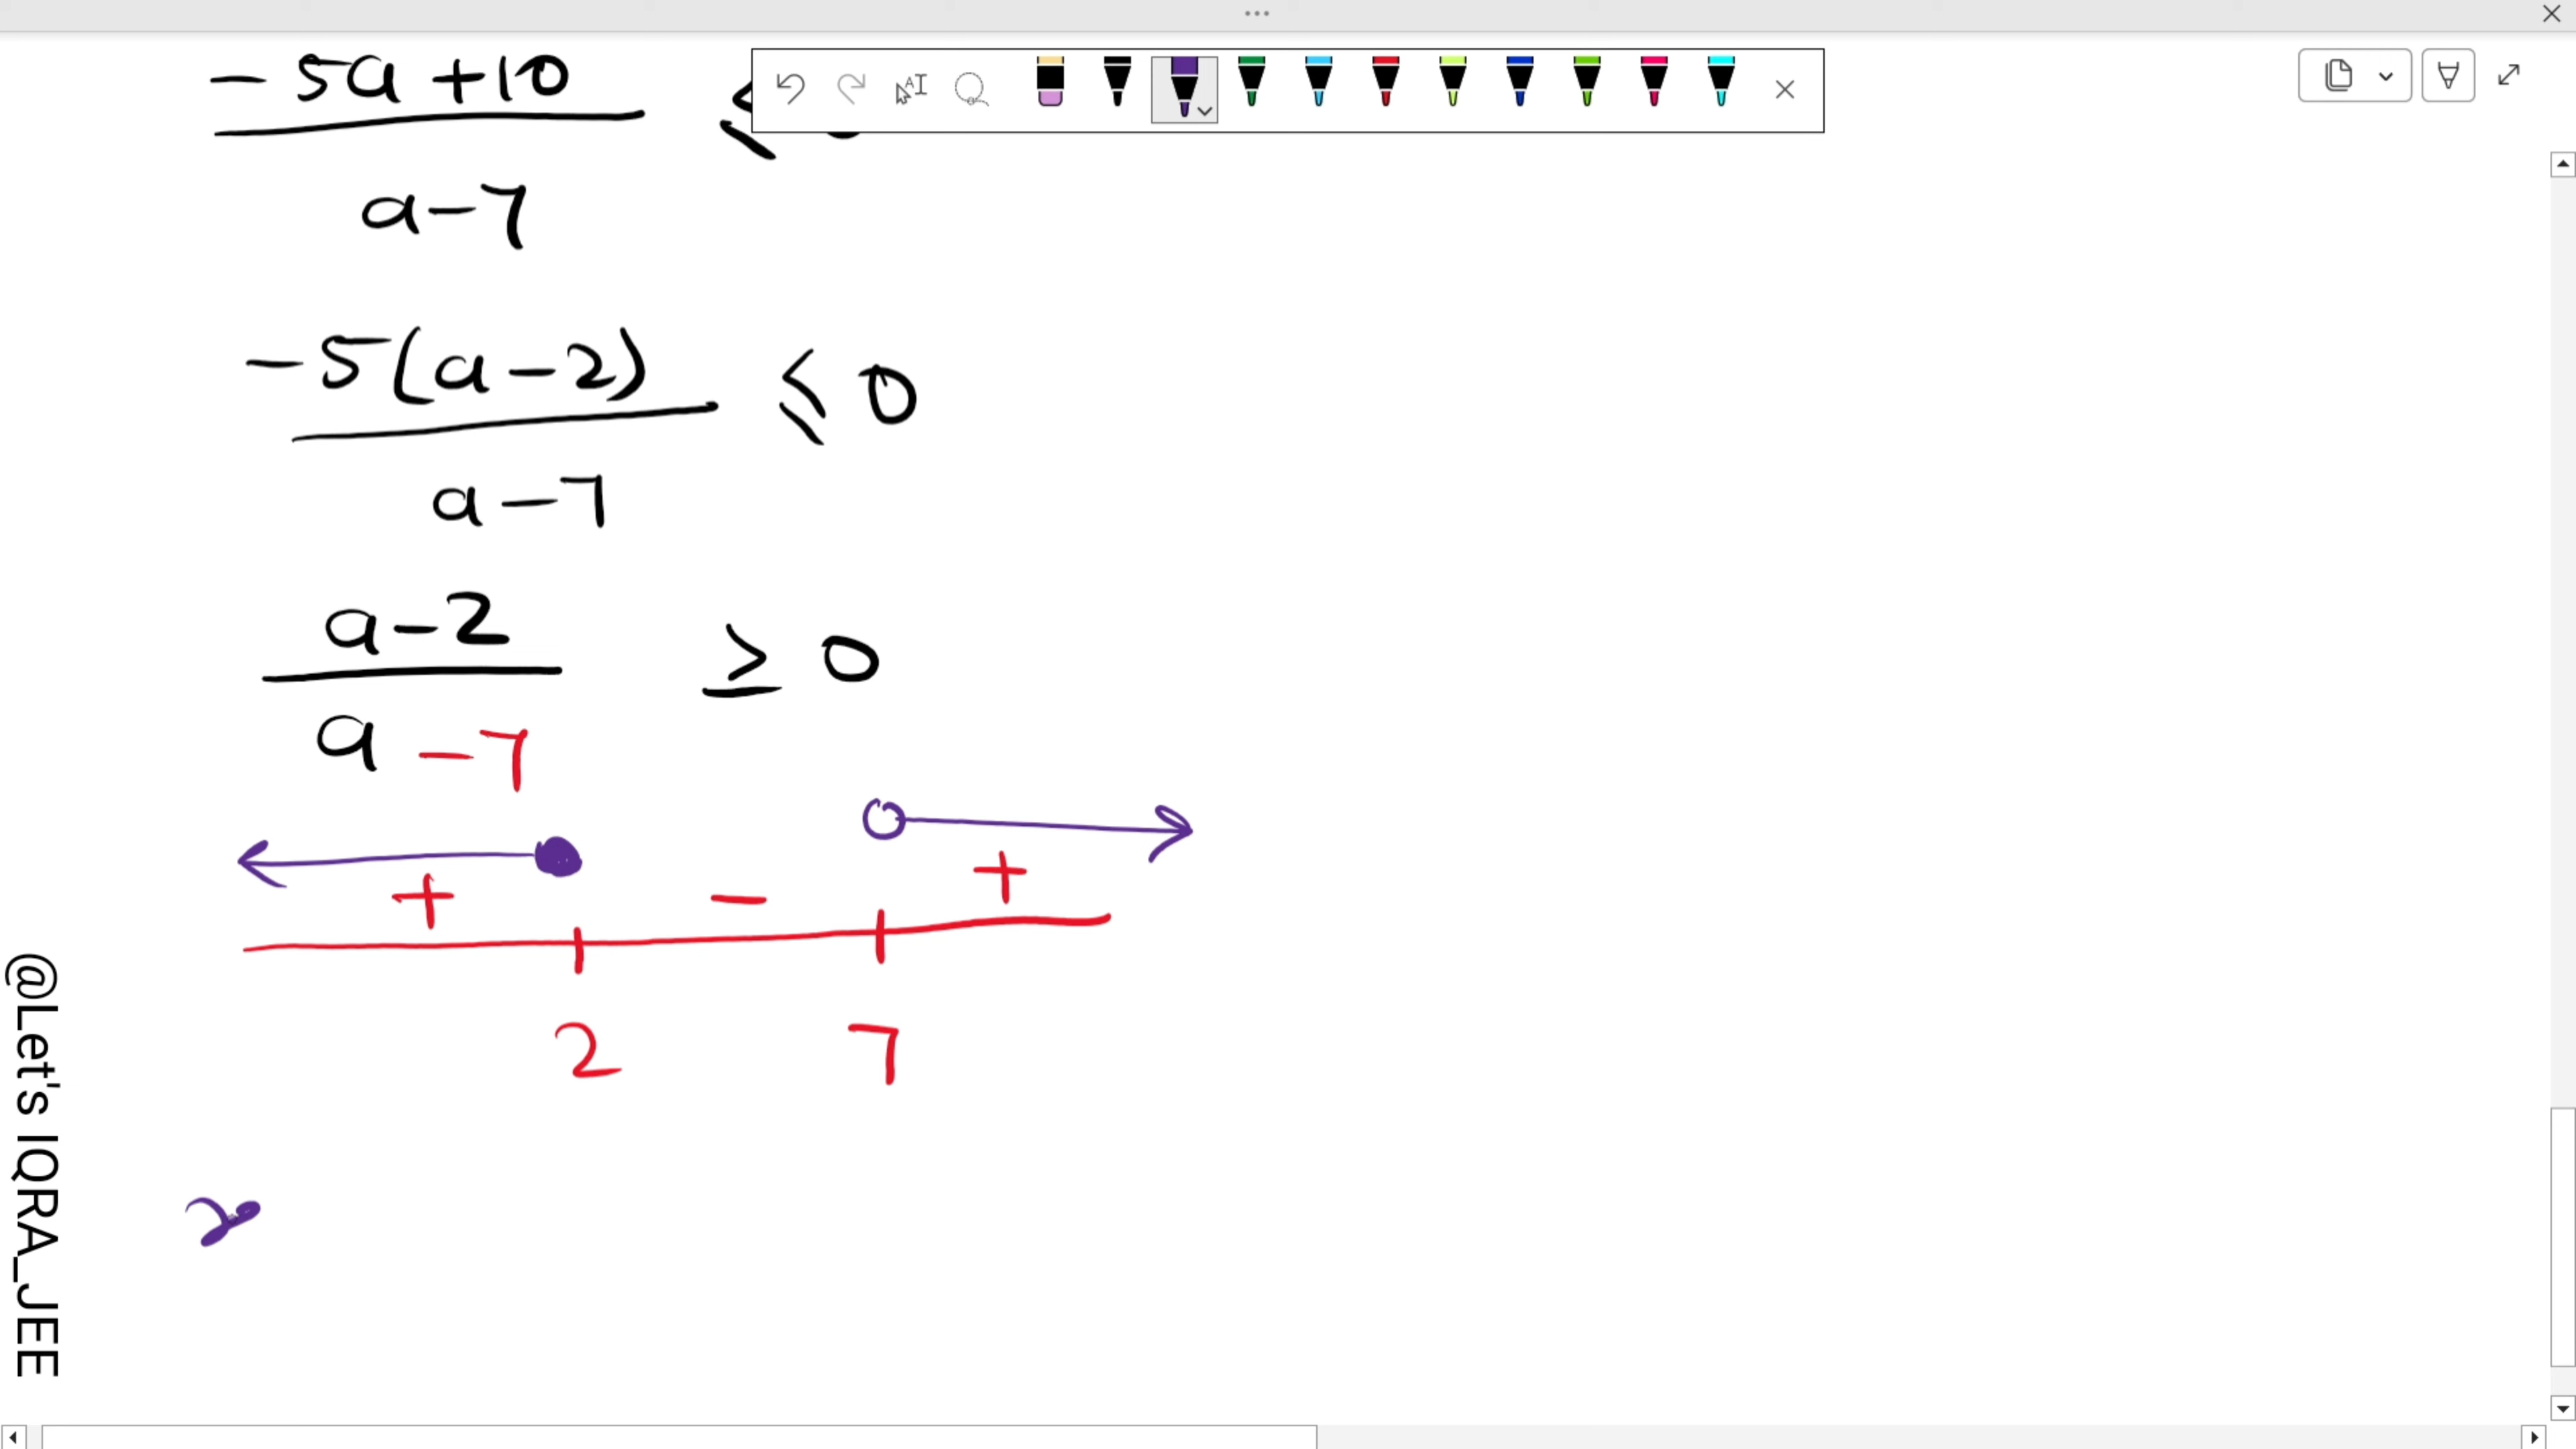 -5a+10
a-7
-5(a-2) ≤ 0
a-7
a-2 ≥ 0
a -7
+ - +
2 7
@Let's IQRA_JEE